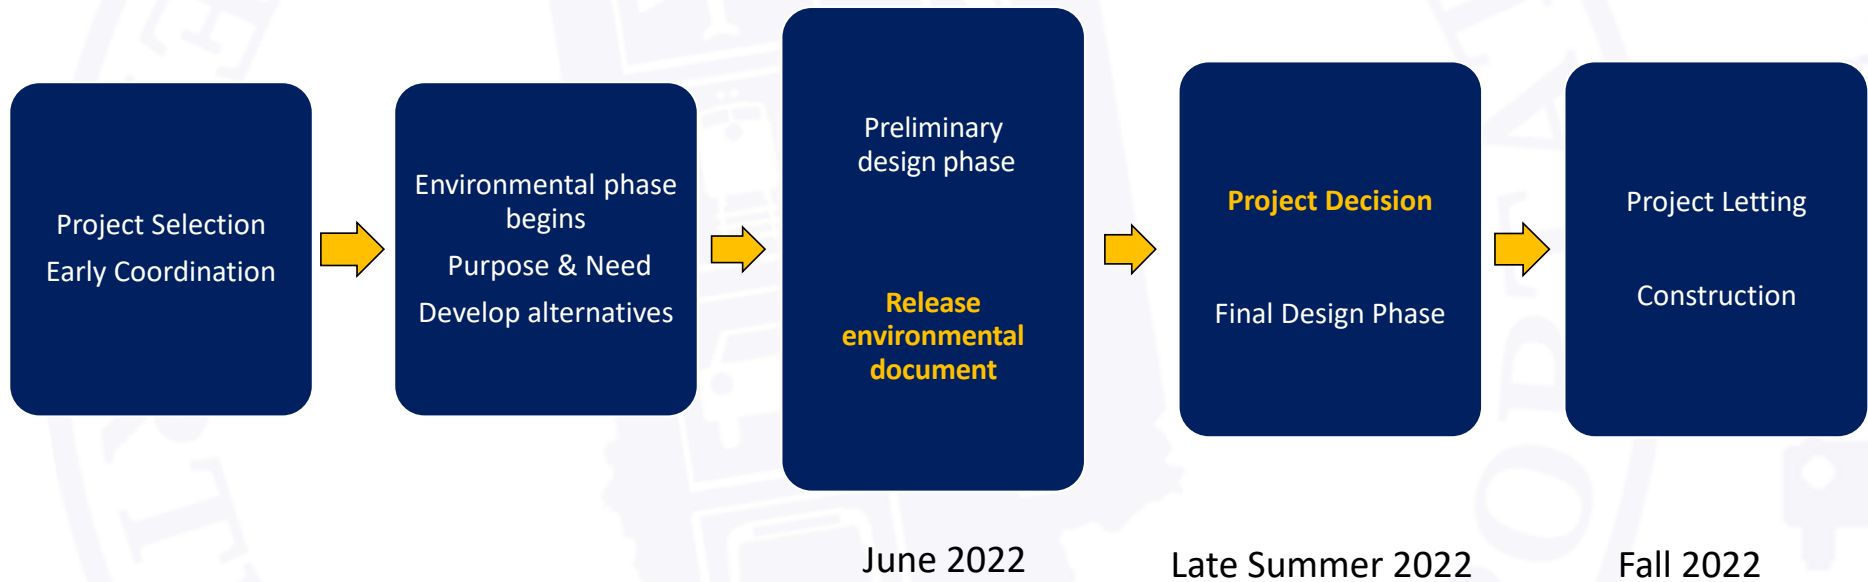 Project Selection
Early Coordination
Environmental phase
begins
Purpose & Need
Develop alternatives
Preliminary
design phase
Release
environmental
document
June 2022
Project Decision
Final Design Phase
Late Summer 2022
Project Letting
Construction
Fall 2022